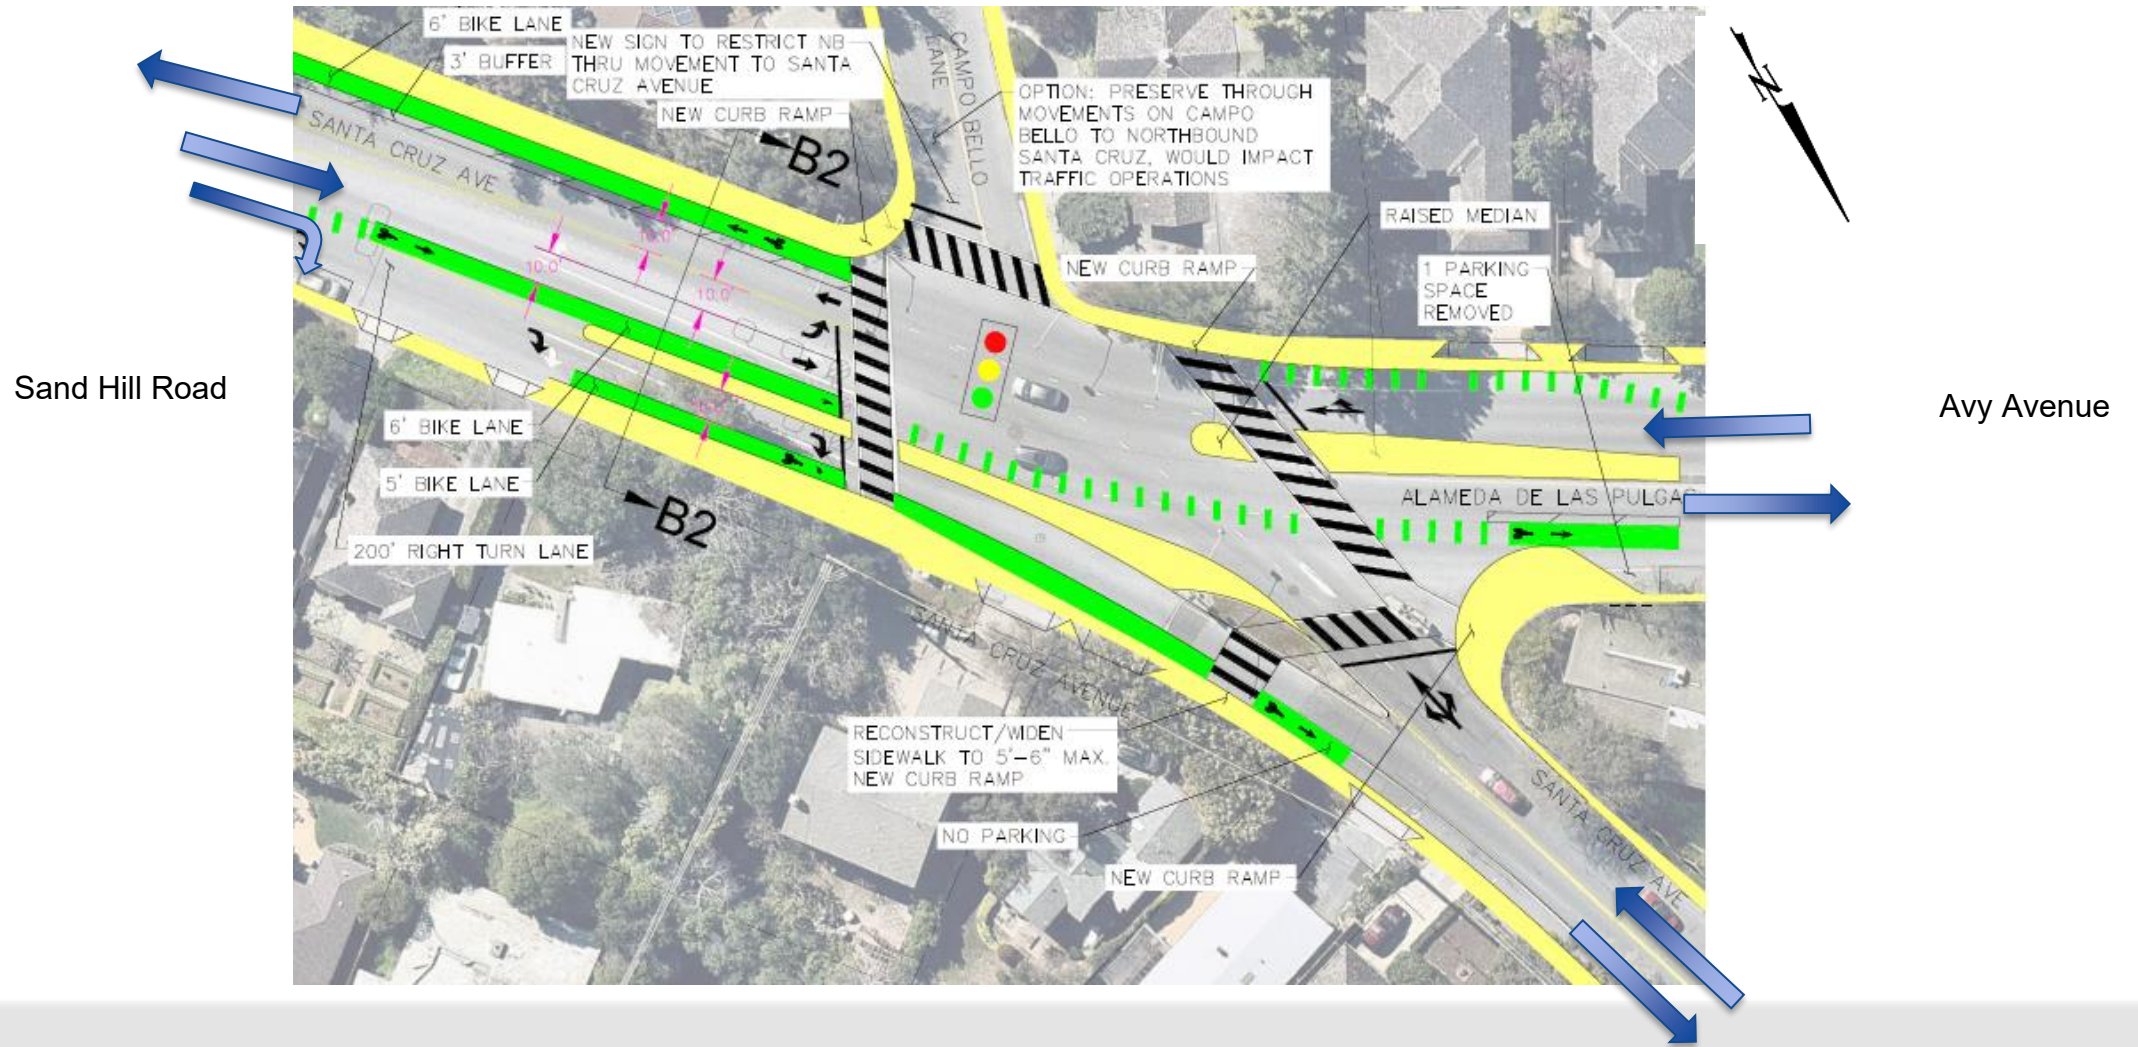 6' BIKE LANE
3' BUFFER
NEW SIGN TO RESTRICT NB
THRU MOVEMENT TO SANTA
CRUZ AVENUE
NEW CURB RAMP
CAMPO BELLO
LANE
OPTION: PRESERVE THROUGH
MOVEMENTS ON CAMPO
BELLO TO NORTHBOUND
SANTA CRUZ, WOULD IMPACT
TRAFFIC OPERATIONS
N
SANTA CRUZ AVE
B2
RAISED MEDIAN
NEW CURB RAMP
1 PARKING
SPACE
REMOVED
10.0'
10.0'
Sand Hill Road
Avy Avenue
6' BIKE LANE
5' BIKE LANE
B2
200' RIGHT TURN LANE
ALAMEDA DE LAS PULGAS
SANTA CRUZ AVENUE
RECONSTRUCT/WIDEN
SIDEWALK TO 5'-6" MAX.
NEW CURB RAMP
NO PARKING
NEW CURB RAMP
SANTA CRUZ AVE